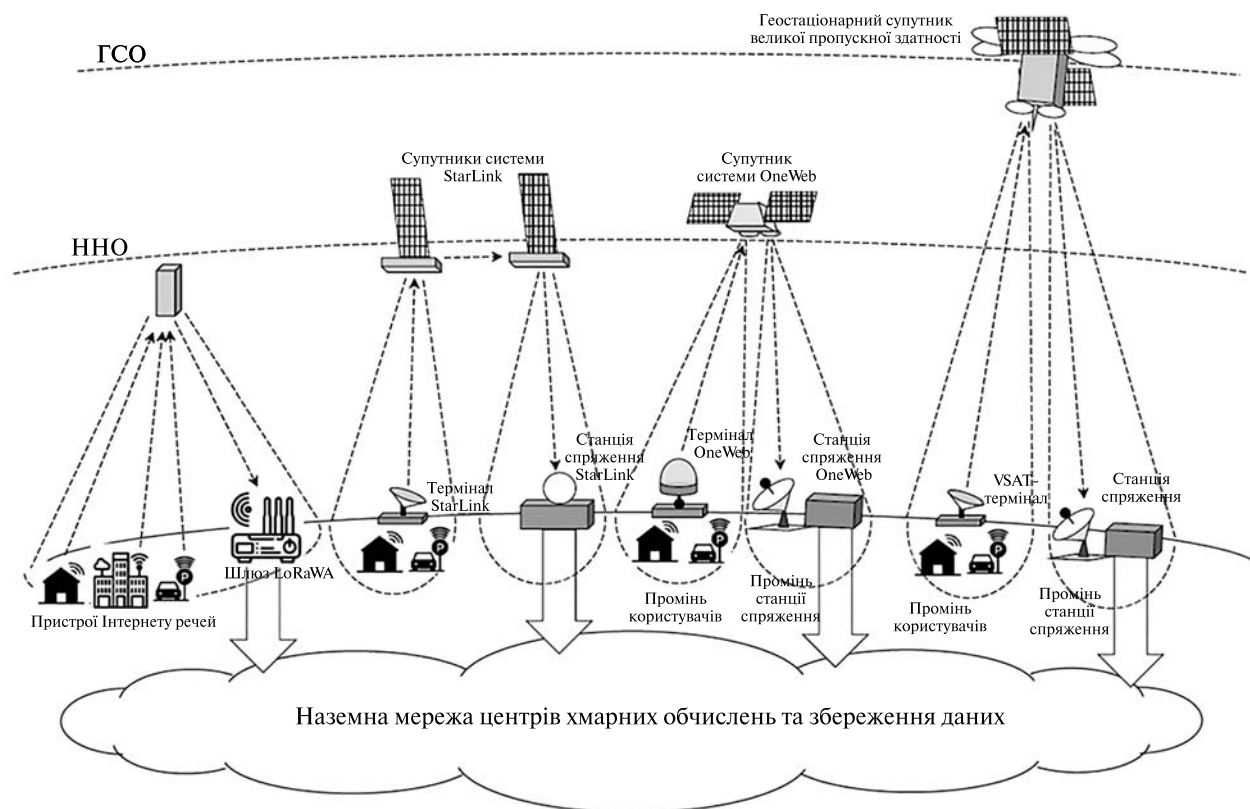 Геостаціонарний супутник
великої пропускної здатності
ГСО
Супутники системи
StarLink
Супутник
системи OneWeb
ННО
Станція
спряження
StarLink
Термінал
OneWeb
Станція
спряження
OneWeb
VSAT-
термінал
Станція
спряження
Термінал
StarLink
Шлюз LoRaWA
Пристрої Інтернету речей
Промінь
користувачів
Промінь
станції
спряження
Промінь
користувачів
Промінь
станції
спряження
P
P
P
P
Наземна мережа центрів хмарних обчислень та збереження даних